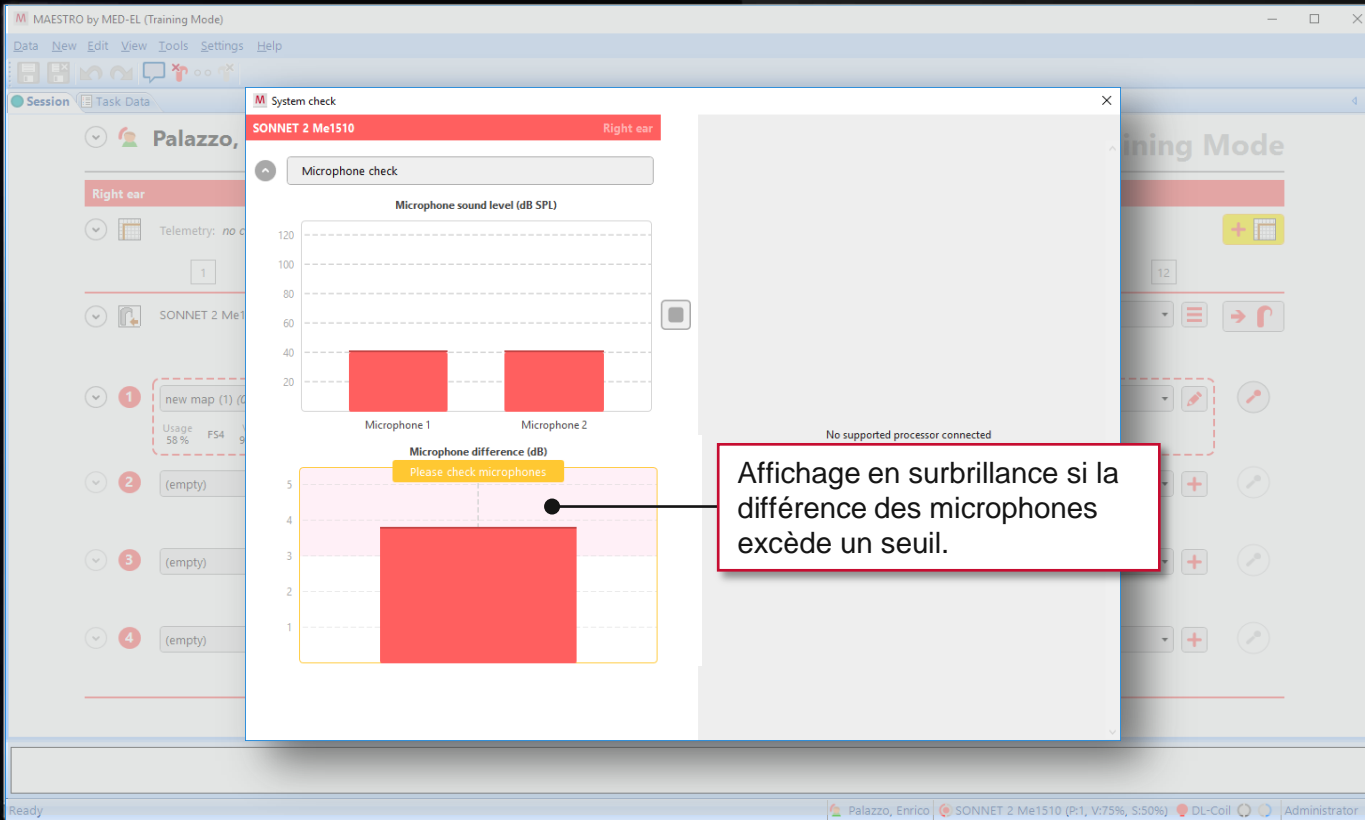 MAESTRO by MED-EL (Training Mode)
Data New Edit View Tools Settings Help
Session Task Data
Palazzo,
ining Mode
Right ear
Telemetry: no c
1
12
SONNET 2 Me1
1 new map (1)
Usage
58 % FS4
2 (empty)
3 (empty)
4 (empty)
System check
SONNET 2 Me1510 Right ear
Microphone check
Microphone sound level (dB SPL)
120
100
80
60
40
20
Microphone 1 Microphone 2
Microphone difference (dB)
Please check microphones
5
4
3
2
1
No supported processor connected
Affichage en surbrillance si la
différence des microphones
excède un seuil.
Ready Palazzo, Enrico SONNET 2 Me1510 (P:1, V:75%, S:50%) DL-Coil Administrator